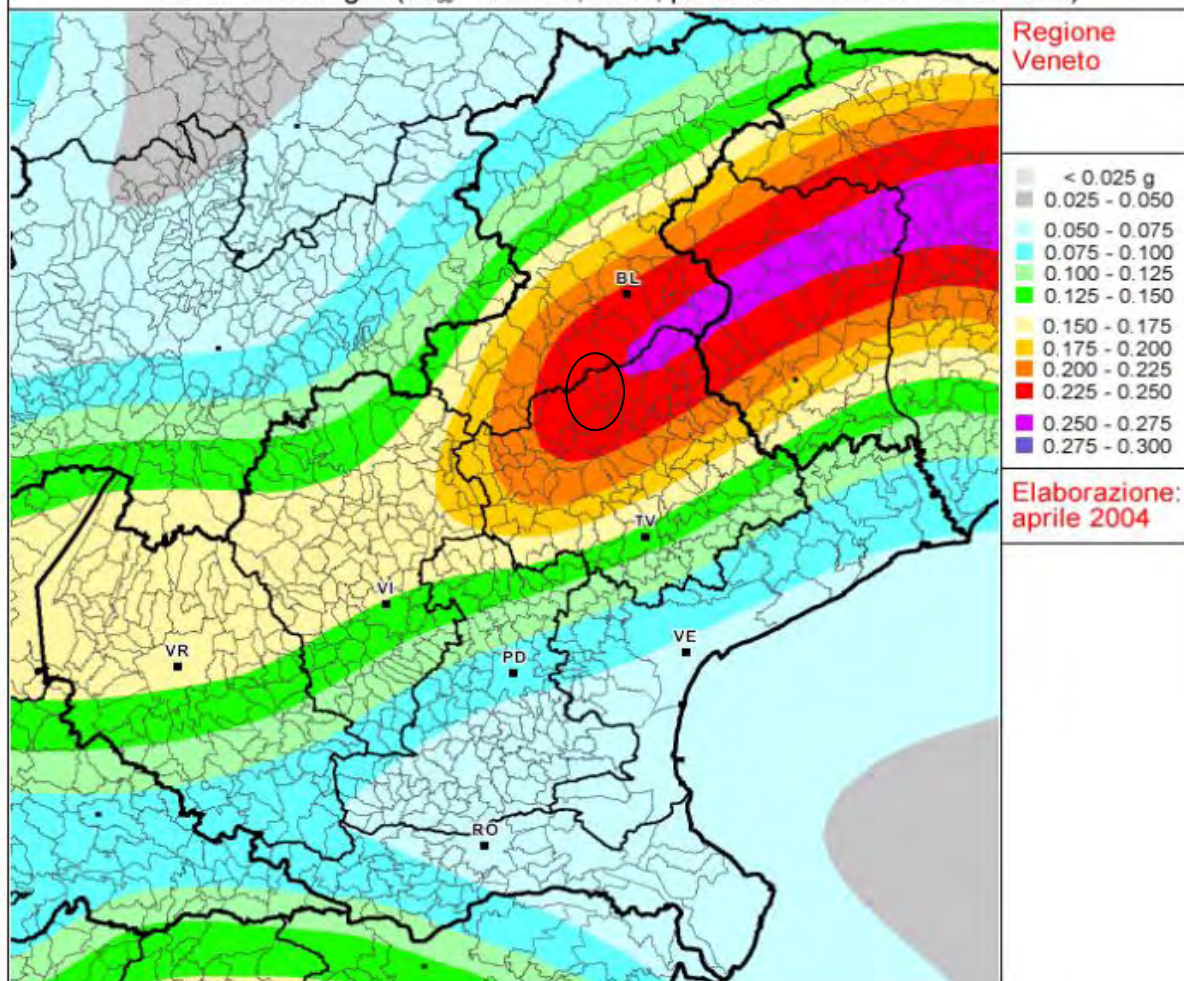 Regione
Veneto
< 0.025 g
0.025 - 0.050
0.050 - 0.075
0.075 - 0.100
0.100 - 0.125
0.125 - 0.150
0.150 - 0.175
0.175 - 0.200
0.200 - 0.225
0.225 - 0.250
0.250 - 0.275
0.275 - 0.300
Elaborazione:
aprile 2004
BL
TV
VI
VR
PD
VE
RO